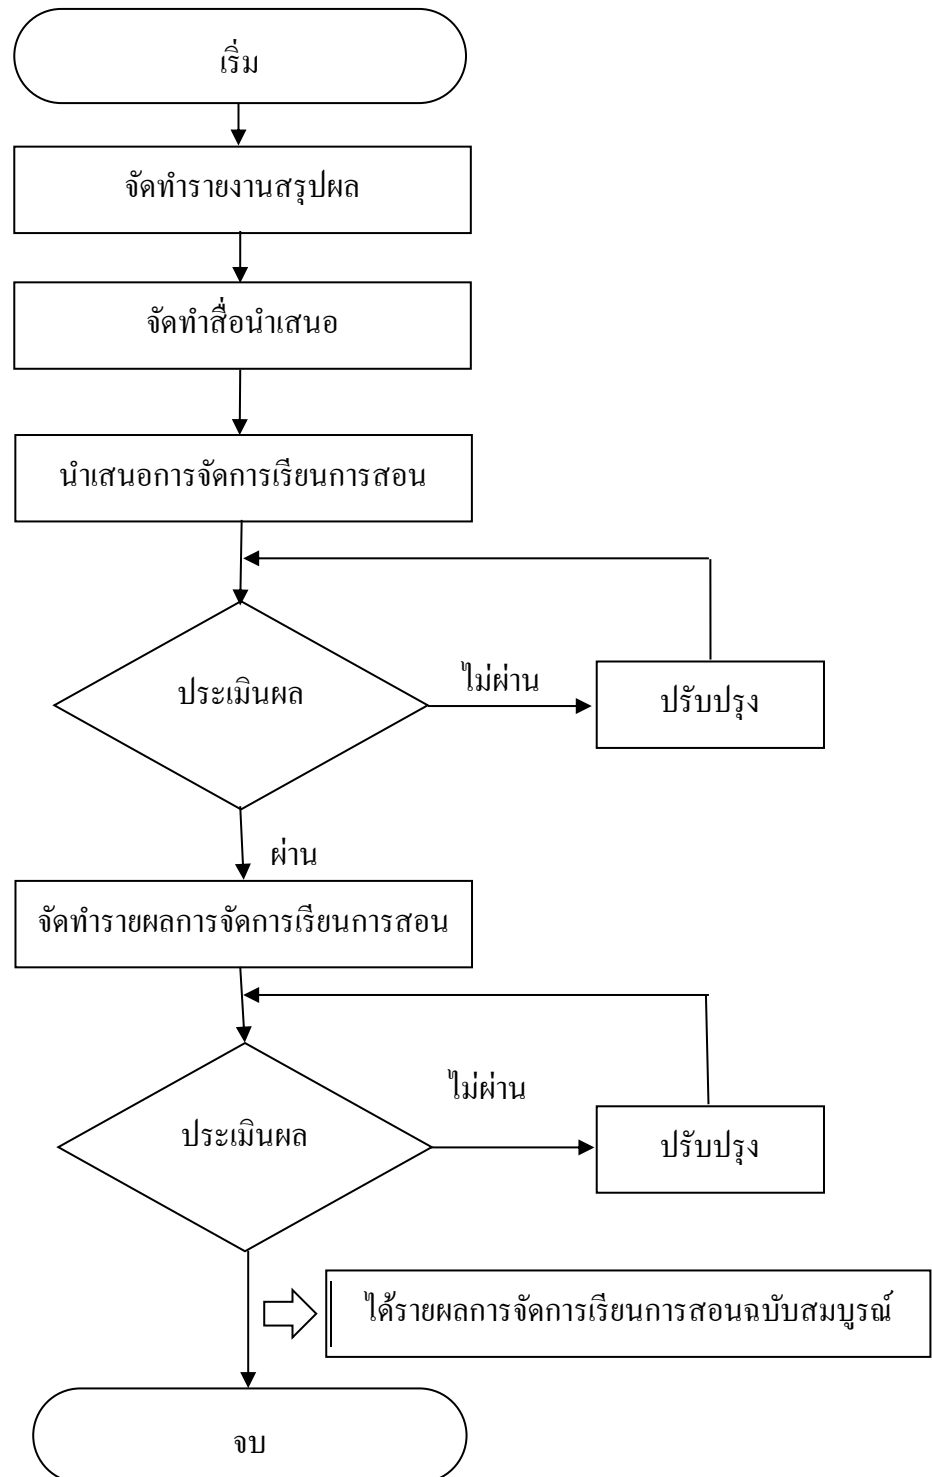 เริ่ม
จัดทำรายงานสรุปผล
จัดทำสื่อนำเสนอ
นำเสนอการจัดการเรียนการสอน
ประเมินผล
ไม่ผ่าน
ปรับปรุง
ผ่าน
จัดทำรายผลการจัดการเรียนการสอน
ประเมินผล
ไม่ผ่าน
ปรับปรุง
ได้รายผลการจัดการเรียนการสอนฉบับสมบูรณ์
จบ